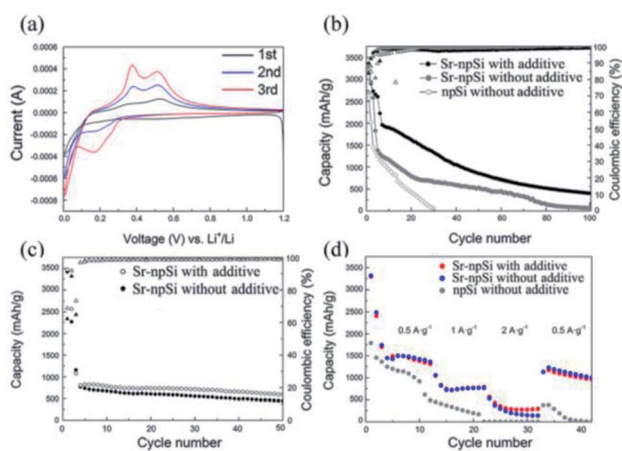 (a)
0.0006
0.0004
0.0002
0.0000
-0.0002
-0.0004
-0.0006
-0.0008
Current (A)
1st
2nd
3rd
0.0 0.2 0.4 0.6 0.8 1.0 1.2
Voltage (V) vs. Li⁺/Li
(b)
3500
3000
2500
2000
1500
1000
500
0
Capacity (mAh/g)
Sr-npSi with additive
Sr-npSi without additive
npSi without additive
100
90
80
70
60
50
40
30
20
10
0
Coulombic efficiency (%)
0 20 40 60 80 100
Cycle number
(c)
3500
3000
2500
2000
1500
1000
500
0
Capacity (mAh/g)
Sr-npSi with additive
Sr-npSi without additive
100
80
60
40
20
0
Coulombic efficiency (%)
0 10 20 30 40 50
Cycle number
(d)
3500
3000
2500
2000
1500
1000
500
0
Capacity (mAh/g)
Sr-npSi with additive
Sr-npSi without additive
npSi without additive
0.5 A·g⁻¹ 1 A·g⁻¹ 2 A·g⁻¹ 0.5 A·g⁻¹
0 10 20 30 40
Cycle number